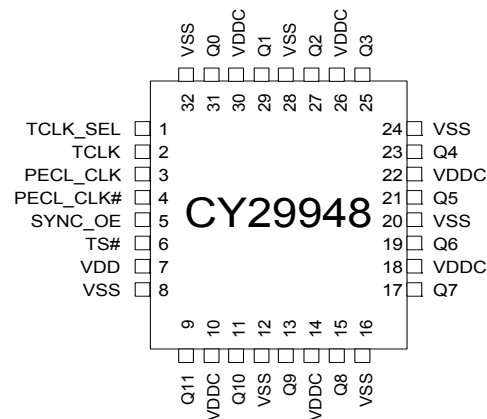 VSS Q0 VDDC Q1 VSS Q2 VDDC Q3
32 31 30 29 28 27 26 25
TCLK_SEL 1 24 VSS
TCLK 2 23 Q4
PECL_CLK 3 22 VDDC
PECL_CLK# 4 21 Q5
CY29948
SYNC_OE 5 20 VSS
TS# 6 19 Q6
VDD 7 18 VDDC
VSS 8 17 Q7
9 10 11 12 13 14 15 16
Q11 VDDC Q10 VSS Q9 VDDC Q8 VSS